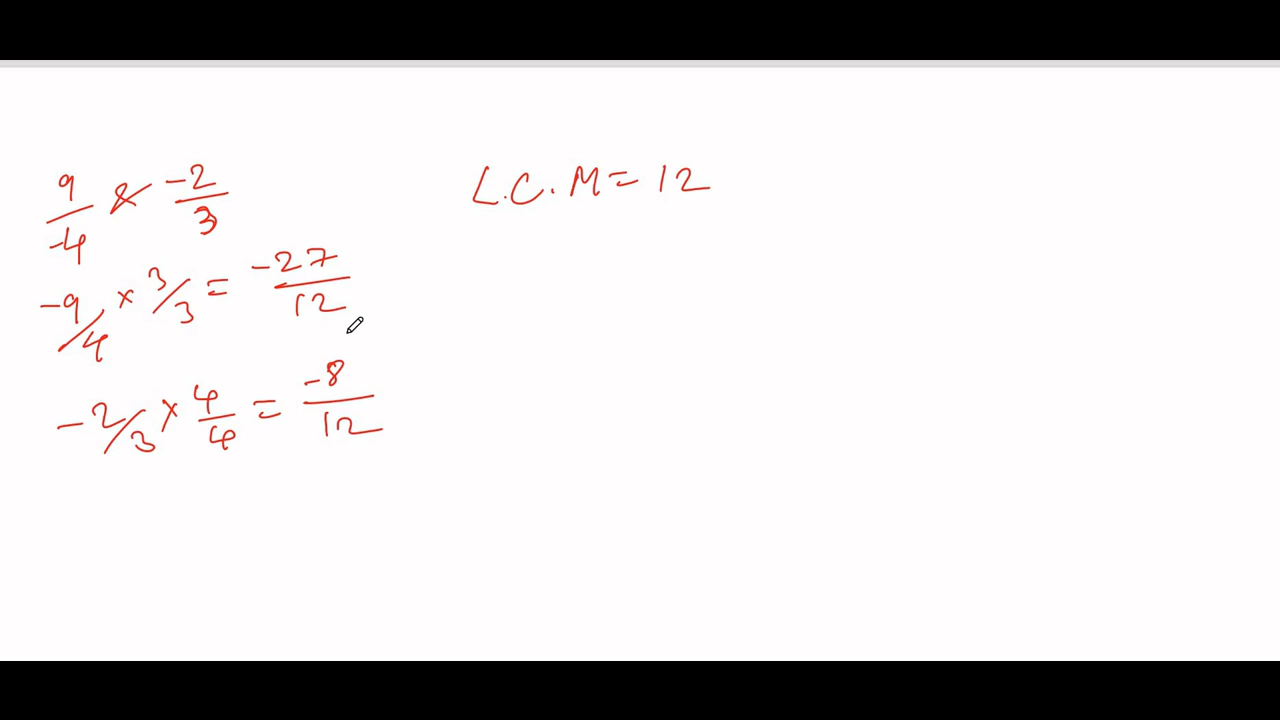 9/-4 & -2/3
L.C.M = 12
-9/4 × 3/3 = -27/12
-2/3 × 4/4 = -8/12